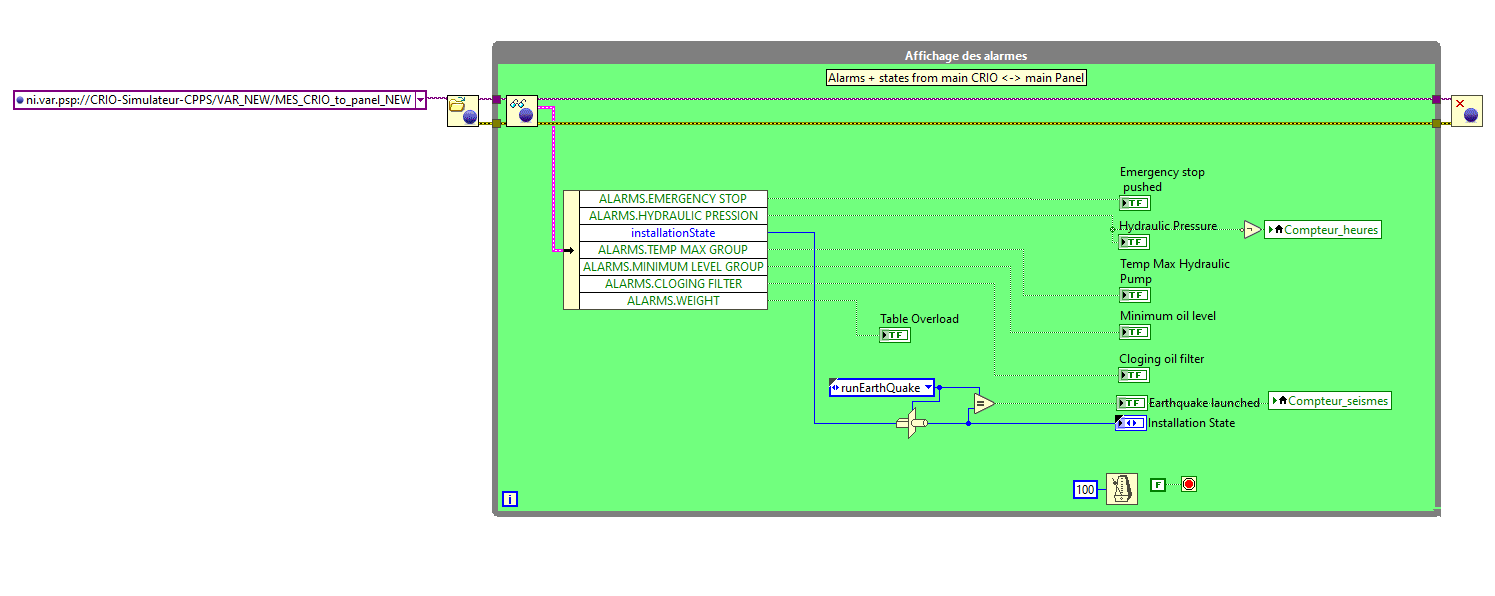 Affichage des alarmes
Alarms + states from main CRIO <-> main Panel
ni.var.psp://CRIO-Simulateur-CPPS/VAR_NEW/MES_CRIO_to_panel_NEW
ALARMS.EMERGENCY STOP
ALARMS.HYDRAULIC PRESSION
installationState
ALARMS.TEMP MAX GROUP
ALARMS.MINIMUM LEVEL GROUP
ALARMS.CLOGING FILTER
ALARMS.WEIGHT
Emergency stop
pushed
TF
Hydraulic Pressure
TF
Compteur_heures
Temp Max Hydraulic
Pump
TF
Table Overload
TF
Minimum oil level
TF
Cloging oil filter
TF
runEarthQuake
=
TF
Earthquake launched
Compteur_seismes
Installation State
100
F
i